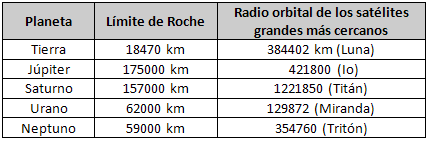 Planeta Límite de Roche Radio orbital de los satélites
grandes más cercanos
Tierra 18470 km 384402 km (Luna)
Júpiter 175000 km 421800 (Io)
Saturno 157000 km 1221850 (Titán)
Urano 62000 km 129872 (Miranda)
Neptuno 59000 km 354760 (Tritón)